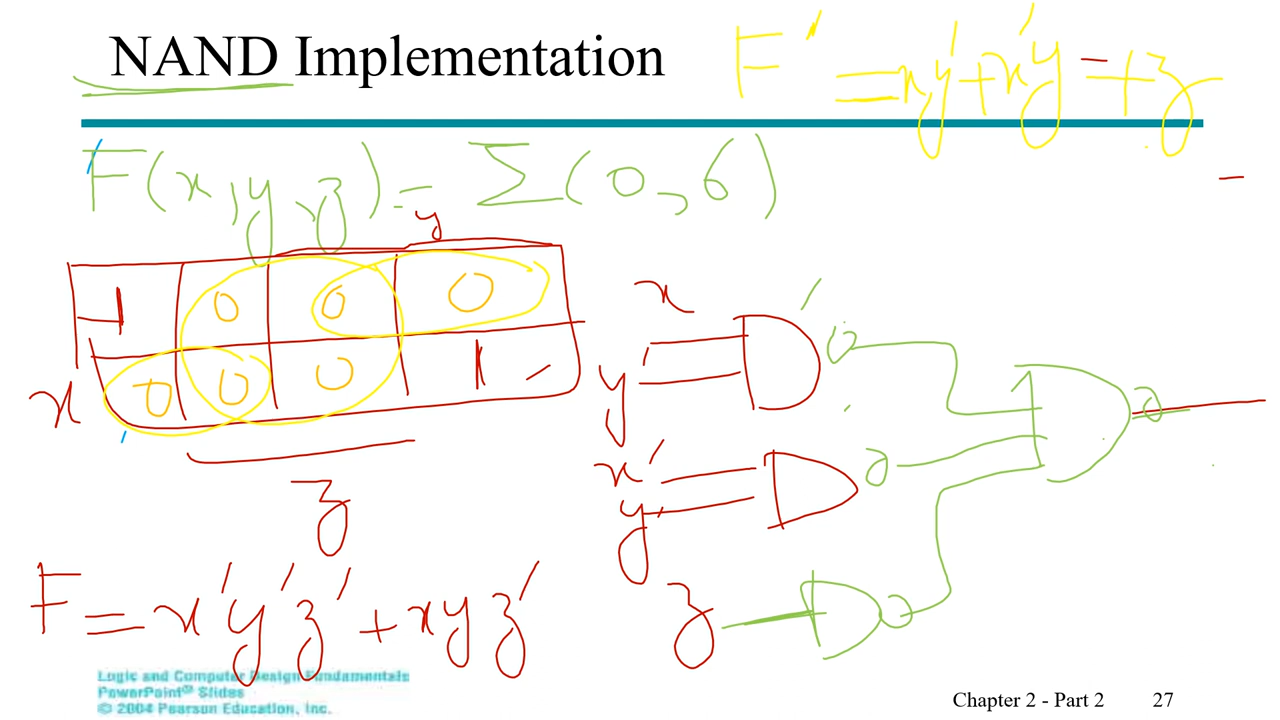 NAND Implementation
F' = xy' + x'y + z
F(x,y,z) = Σ(0,6)
y
1 0 0 0
x 0 0 0 1
z
x
y'
x'
y
z
F = x'y'z' + xyz'
Logic and Computer Design Fundamentals
PowerPoint® Slides
© 2004 Pearson Education, Inc.
Chapter 2 - Part 2 27